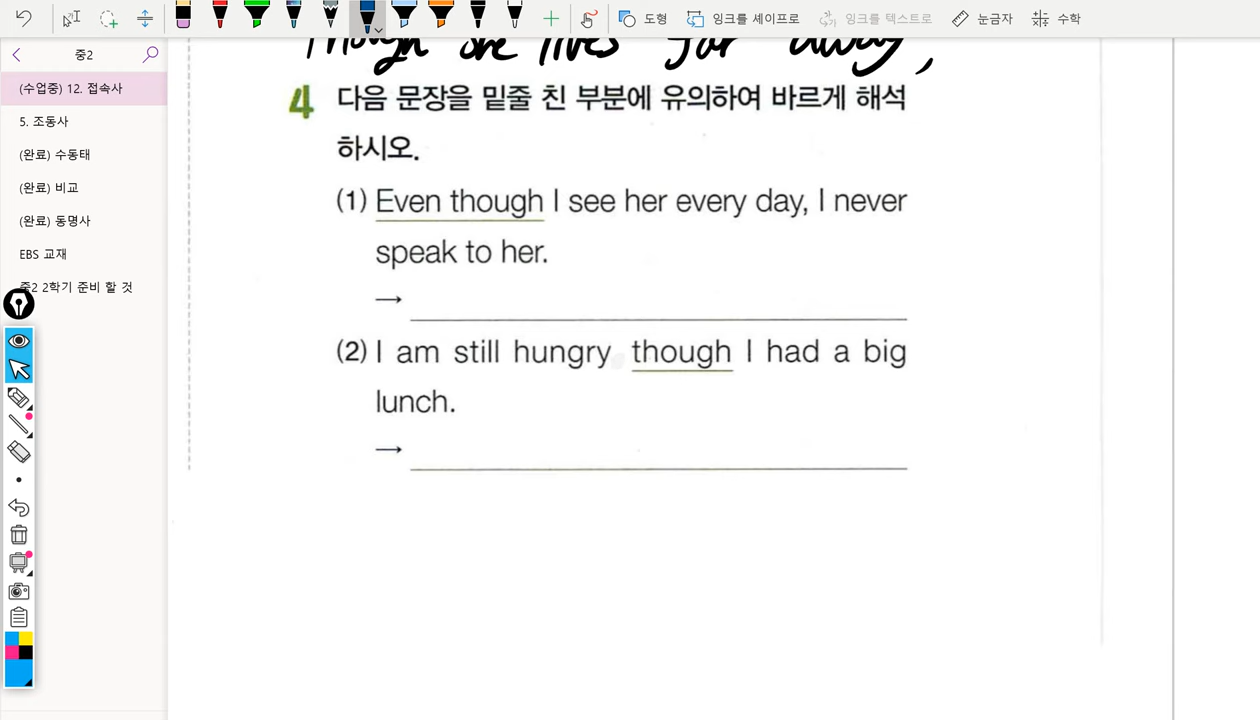 도형
잉크를 셰이프로
잉크를 텍스트로
눈금자
수학
중2
(수업중) 12. 접속사
5. 조동사
(완료) 수동태
(완료) 비교
(완료) 동명사
EBS 교재
중2 2학기 준비 할 것
Though she lives far away,
4 다음 문장을 밑줄 친 부분에 유의하여 바르게 해석
하시오.
(1) Even though I see her every day, I never
speak to her.
→
(2) I am still hungry though I had a big
lunch.
→